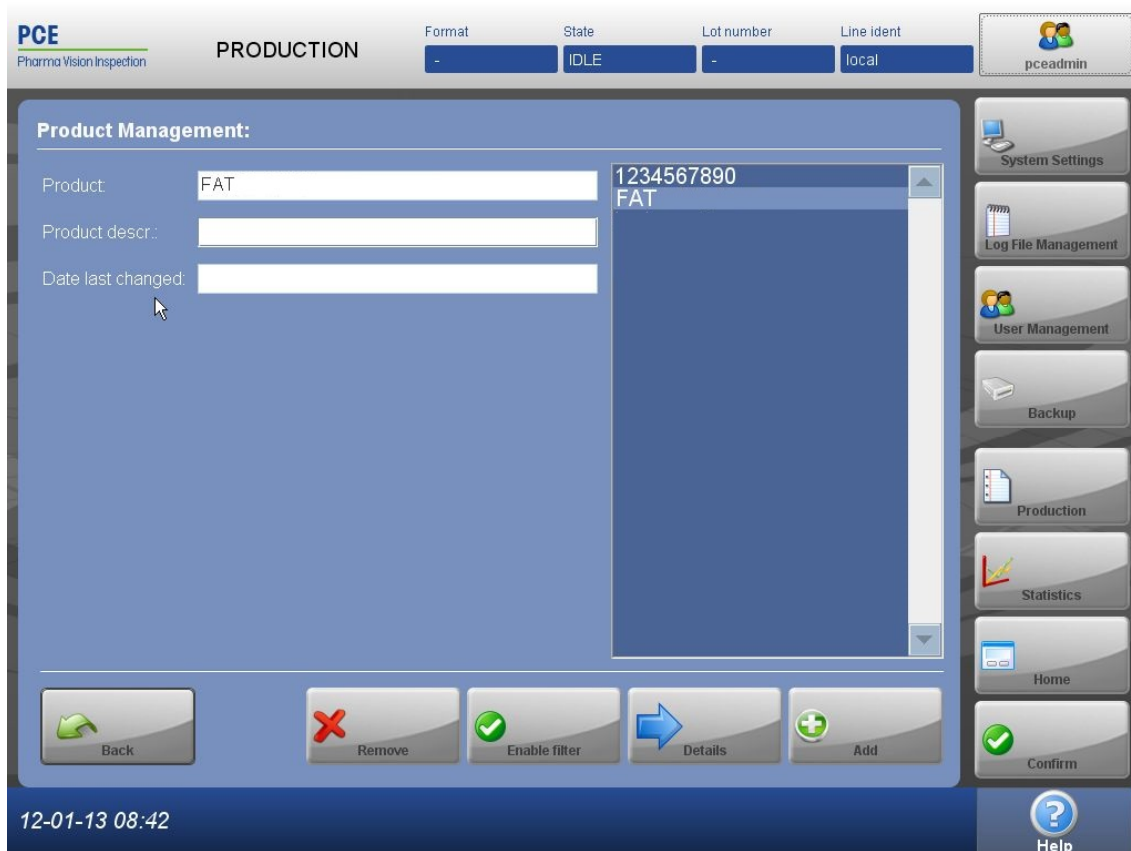 PCE
Pharma Vision Inspection
PRODUCTION
Format
-
State
IDLE
Lot number
-
Line ident
local
pceadmin
Product Management:
Product:
FAT
Product descr.:
Date last changed:
1234567890
FAT
System Settings
Log File Management
User Management
Backup
Production
Statistics
Home
Confirm
Back
Remove
Enable filter
Details
Add
12-01-13 08:42
Help